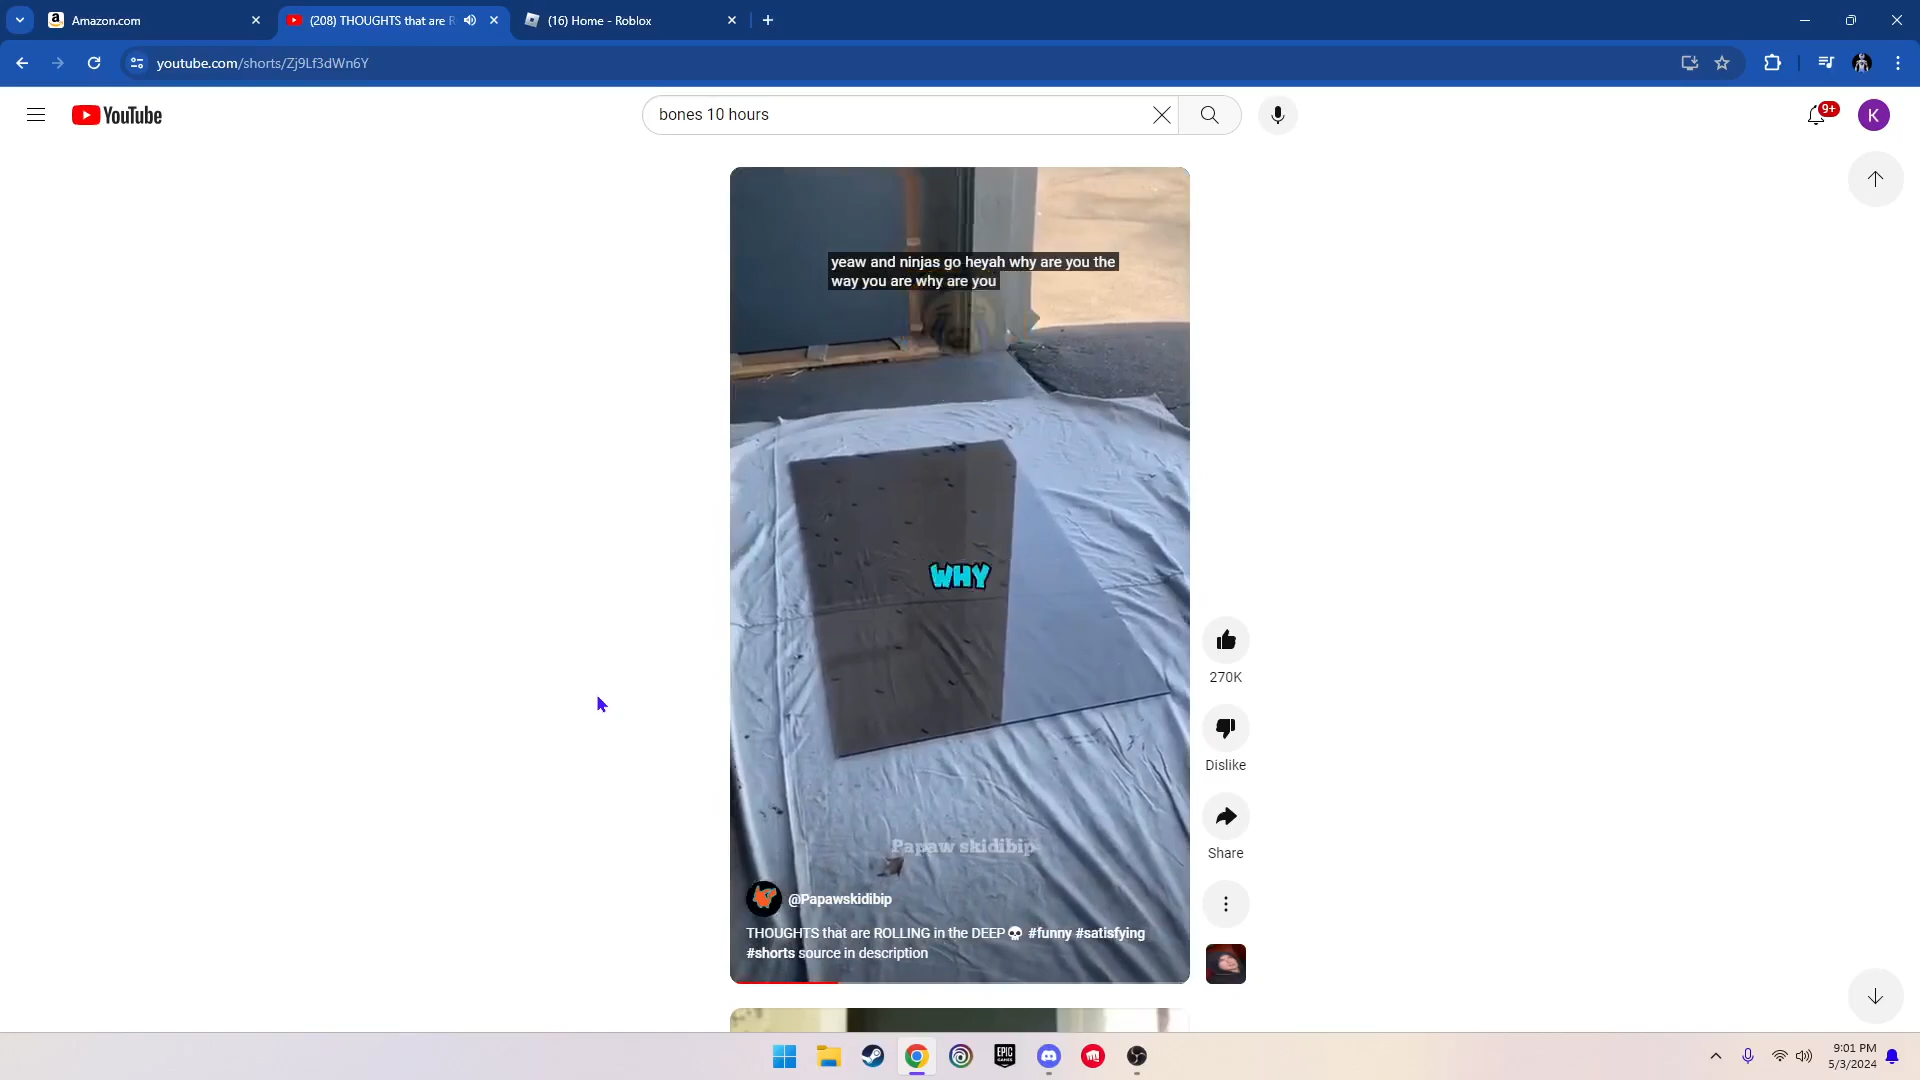 Amazon.com
(208) THOUGHTS that are R
(16) Home - Roblox
youtube.com/shorts/Zj9Lf3dWn6Y
YouTube
bones 10 hours
9+
K
yeaw and ninjas go heyah why are you the
way you are why are you
WHY
270K
Dislike
Share
Papaw skidibip
@Papawskidibip
THOUGHTS that are ROLLING in the DEEP💀 #funny #satisfying
#shorts source in description
EPIC
GAMES
9:01 PM
5/3/2024